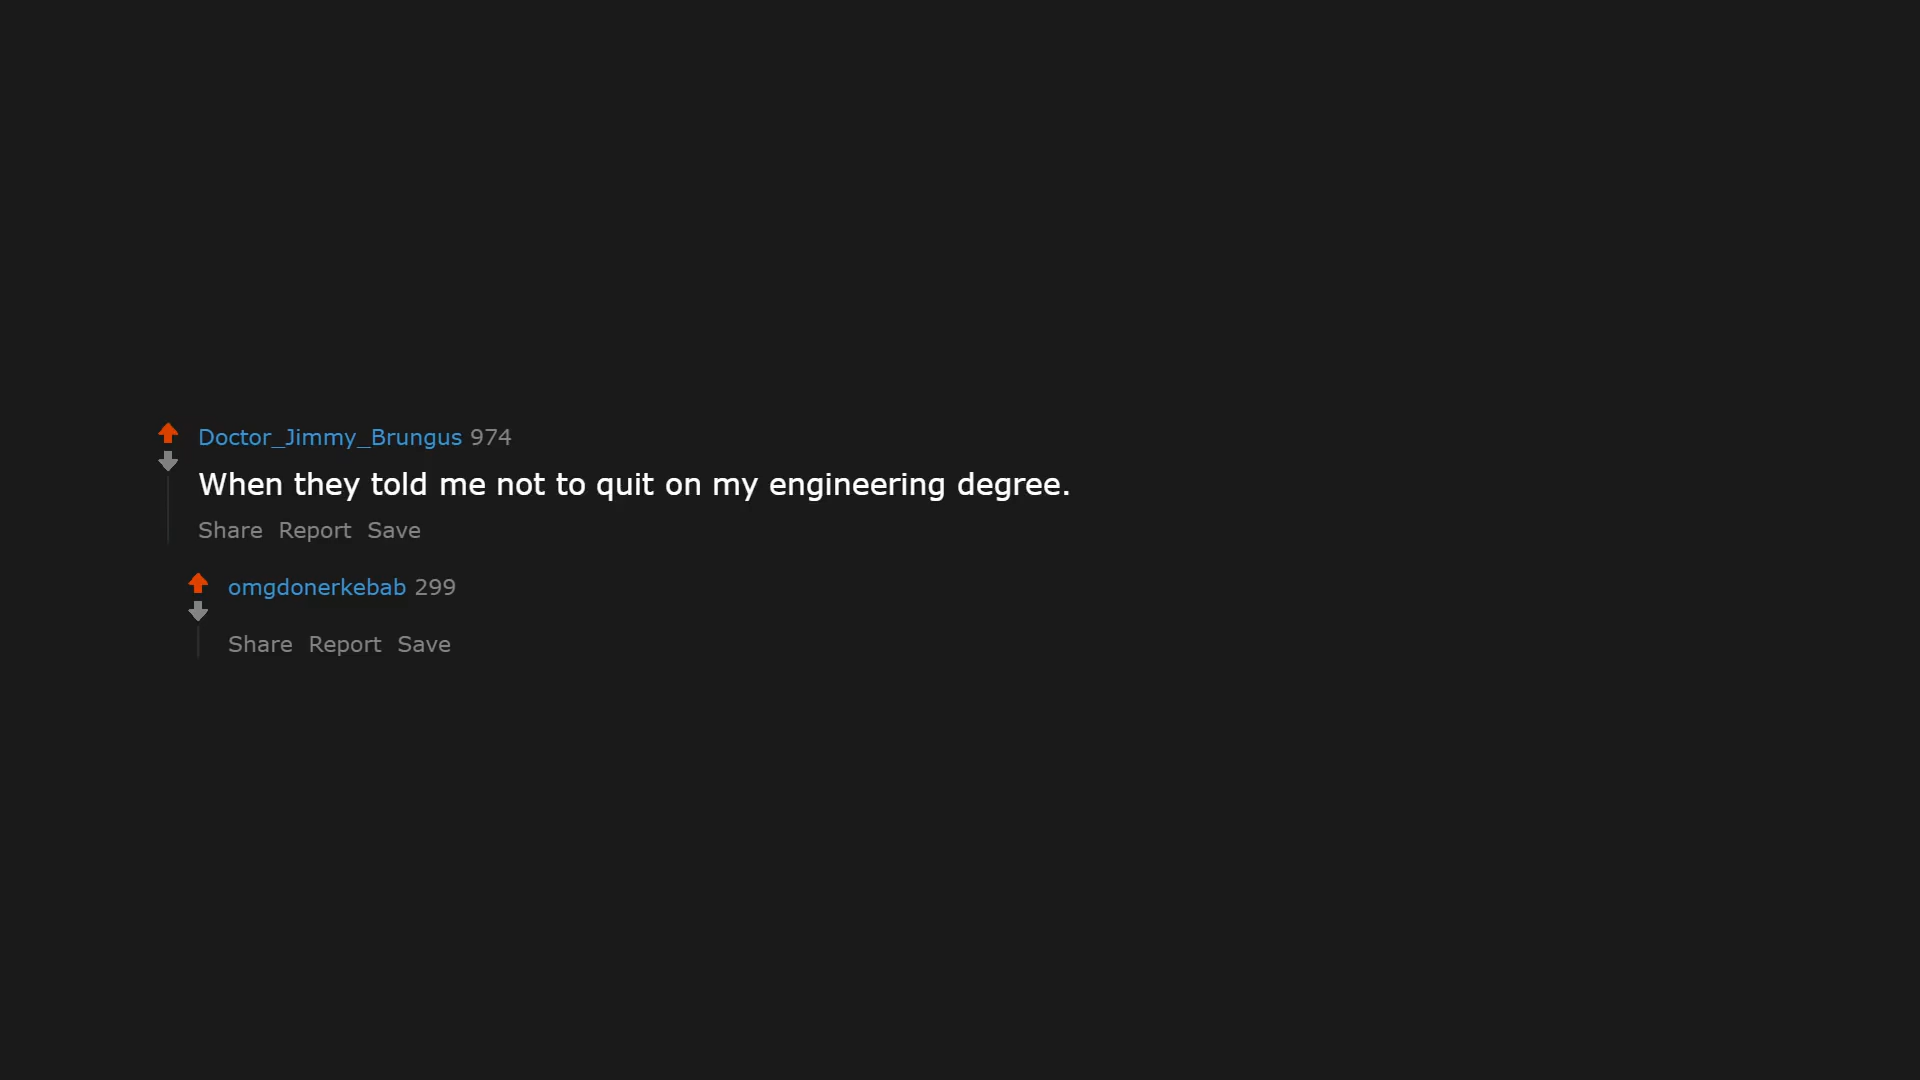 Doctor_Jimmy_Brungus 974
When they told me not to quit on my engineering degree.
Share Report Save
omgdonerkebab 299
Share Report Save